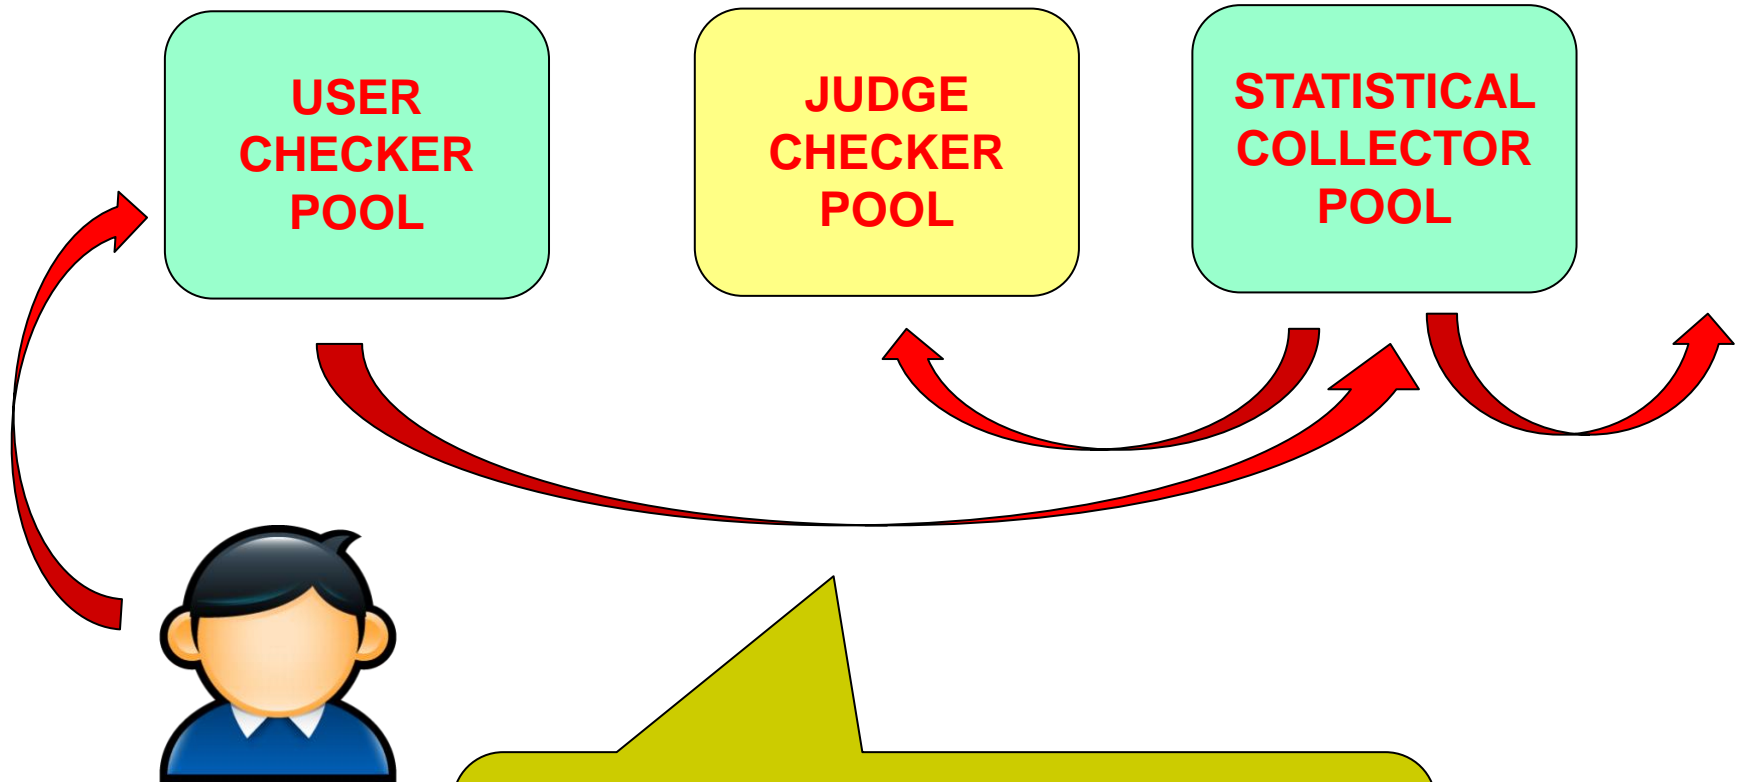 USER
CHECKER
POOL
JUDGE
CHECKER
POOL
STATISTICAL
COLLECTOR
POOL